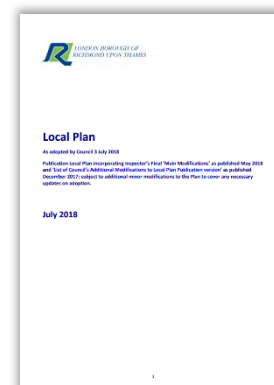 LONDON BOROUGH OF
RICHMOND UPON THAMES
Local Plan
As adopted by Council 3 July 2018
Publication Local Plan incorporating Inspector's Final 'Main Modifications' as published May 2018
and 'List of Council's Additional Modifications to Local Plan Publication version' as published
December 2017; subject to additional minor modifications to the Plan to cover any necessary
updates on adoption.
July 2018
1